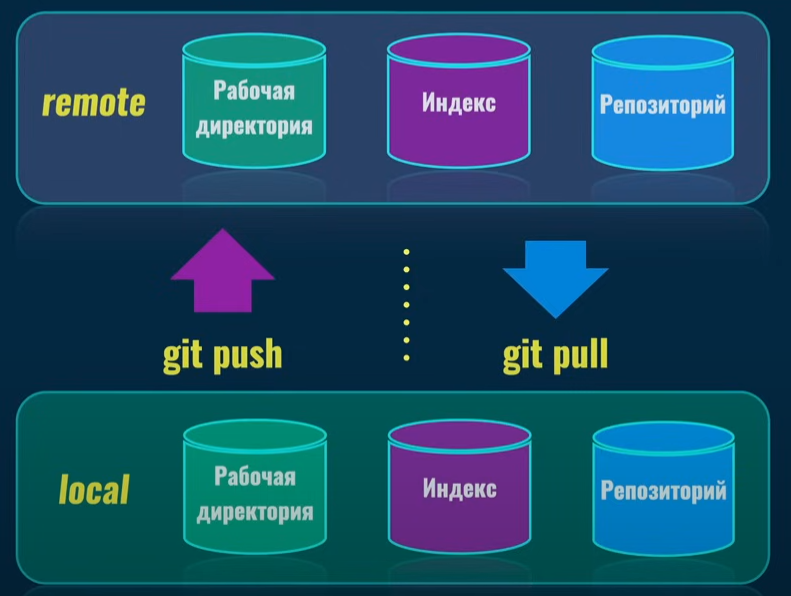 remote
Рабочая
директория
Индекс
Репозиторий
git push
git pull
local
Рабочая
директория
Индекс
Репозиторий